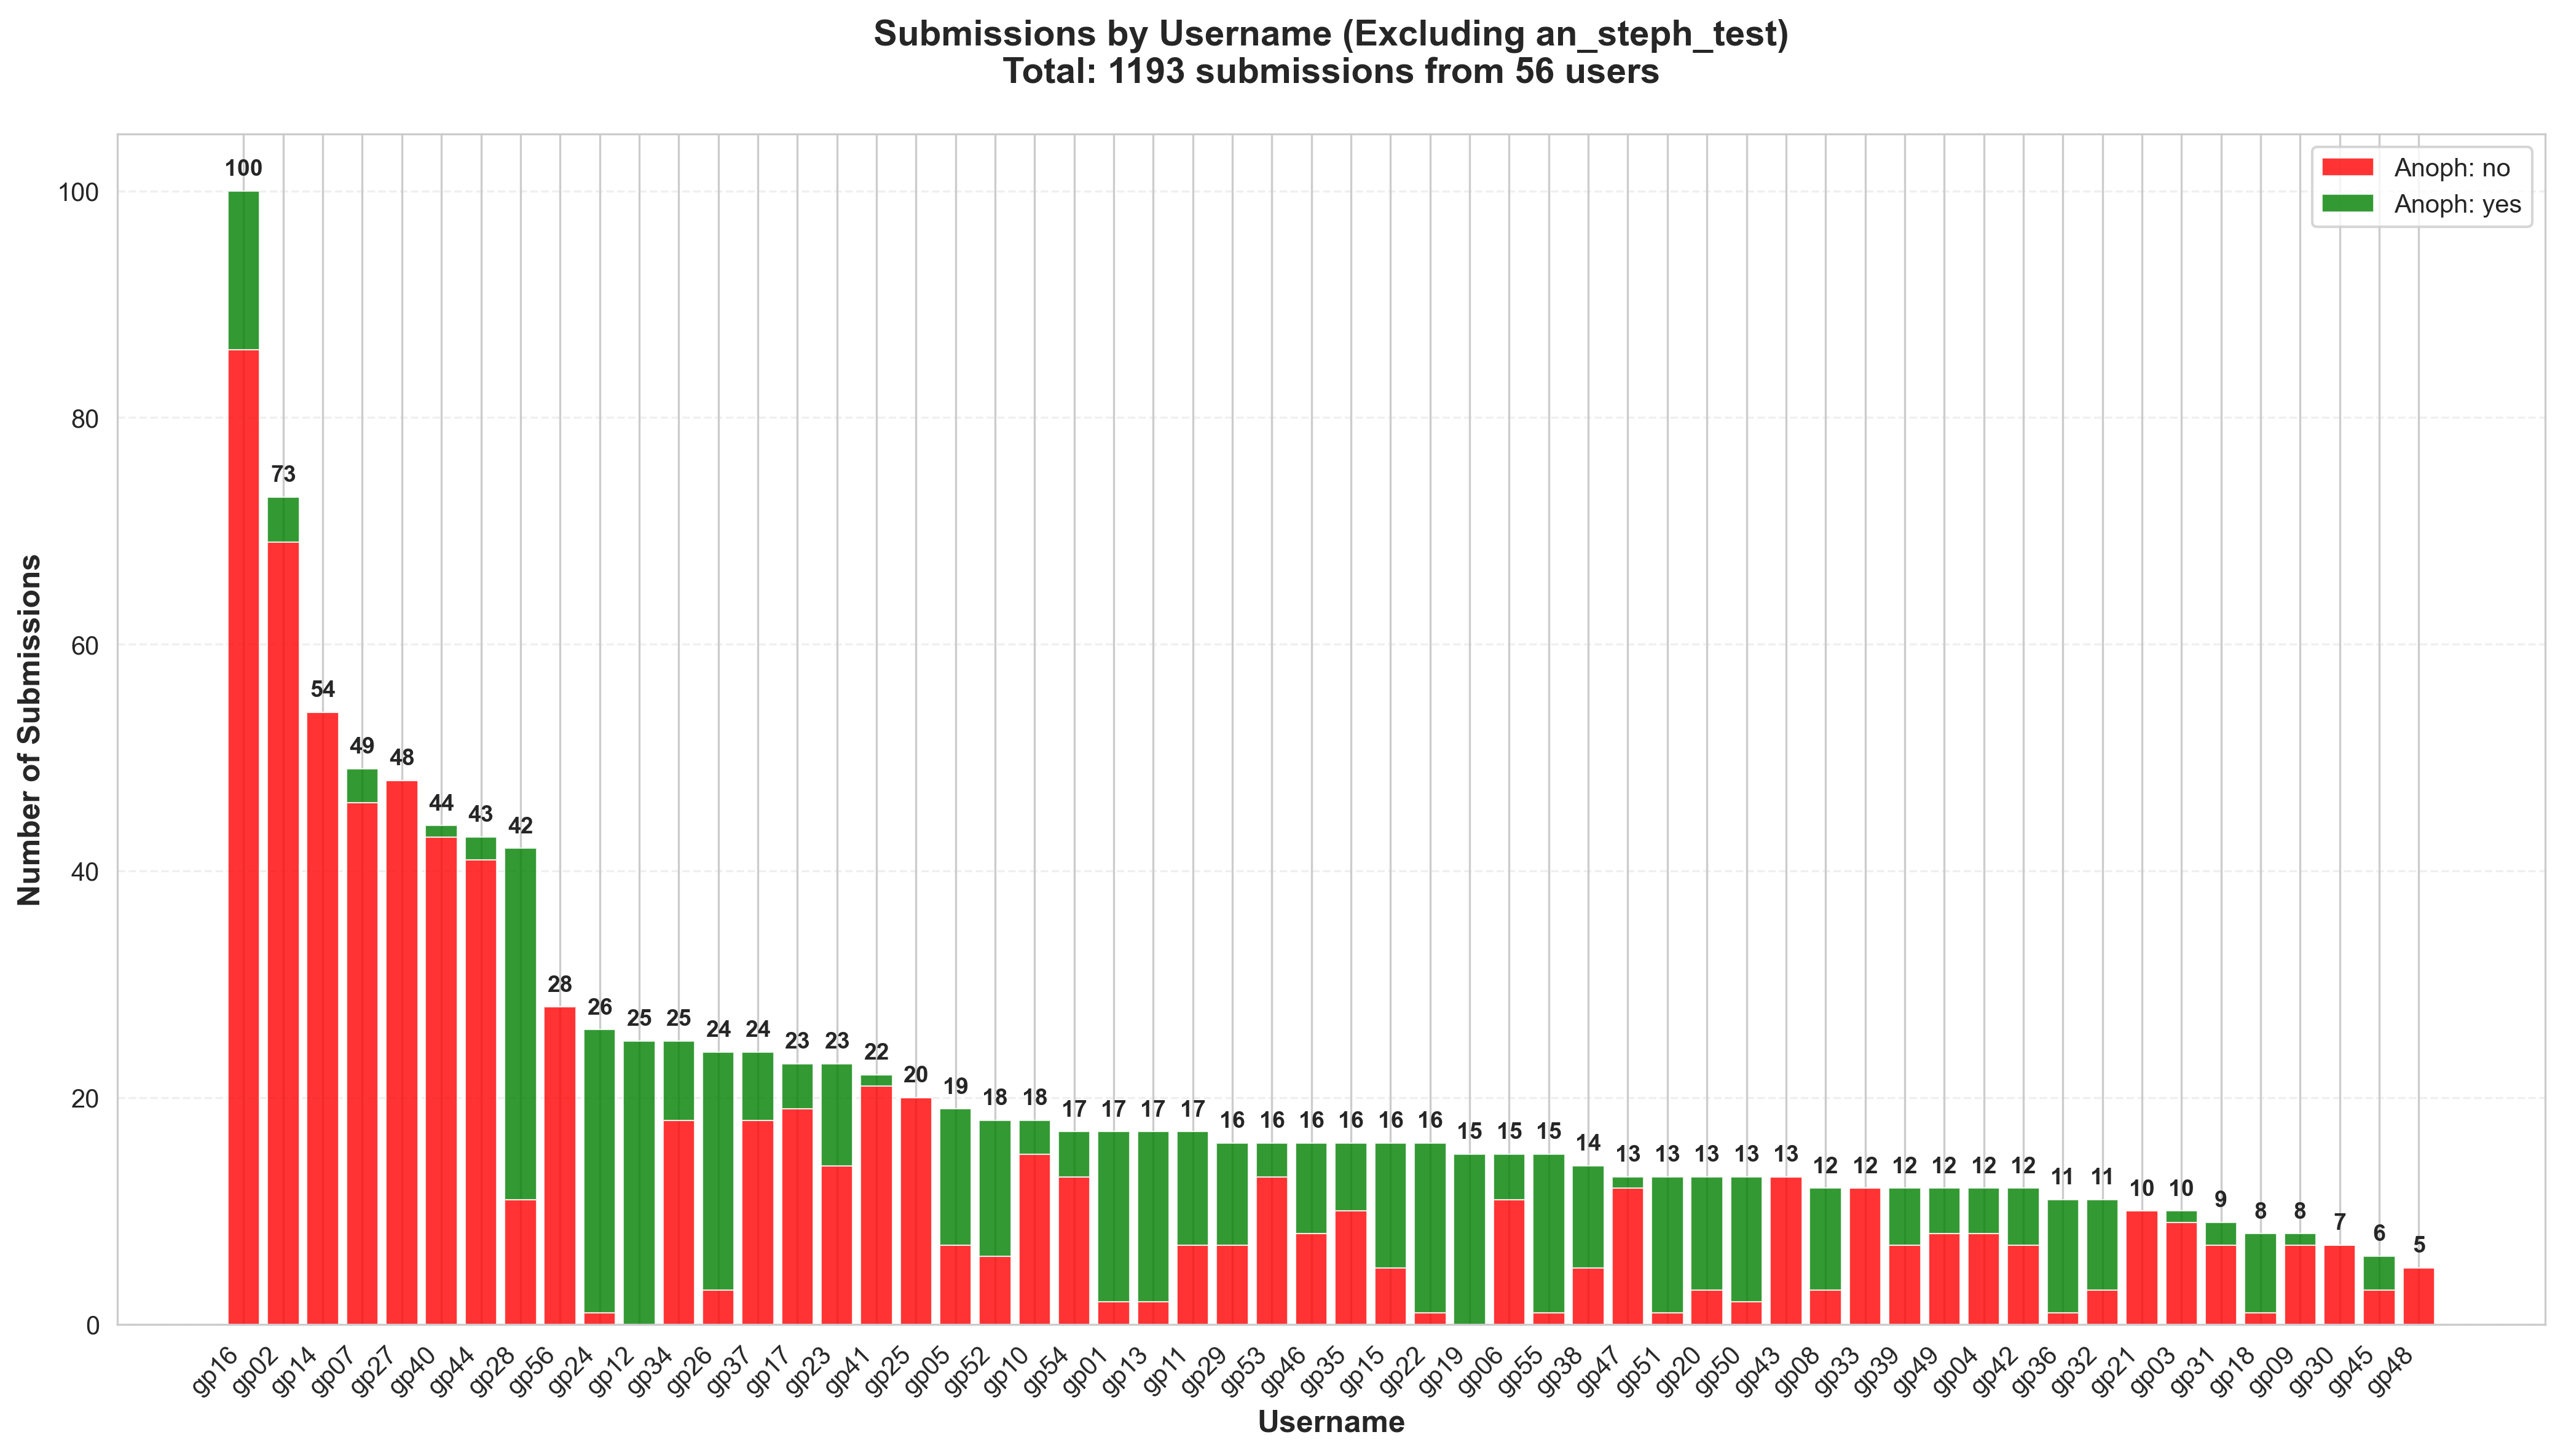 Submissions by Username (Excluding an_steph_test)
Total: 1193 submissions from 56 users
Anoph: no
Anoph: yes
Number of Submissions
100
80
60
40
20
0
100 73 54 49 48 44 43 42 28 26 25 25 24 24 23 23 22 20 19 18 18 17 17 17 17 16 16 16 16 16 16 15 15 15 14 13 13 13 13 13 12 12 12 12 12 12 11 11 10 10 9 8 8 7 6 5
gp16 gp02 gp14 gp07 gp27 gp40 gp44 gp28 gp56 gp24 gp12 gp34 gp26 gp37 gp17 gp23 gp41 gp25 gp05 gp52 gp10 gp54 gp01 gp13 gp11 gp29 gp53 gp46 gp35 gp15 gp22 gp19 gp06 gp55 gp38 gp47 gp51 gp20 gp50 gp43 gp08 gp33 gp39 gp49 gp04 gp42 gp36 gp32 gp21 gp03 gp31 gp18 gp09 gp30 gp45 gp48
Username